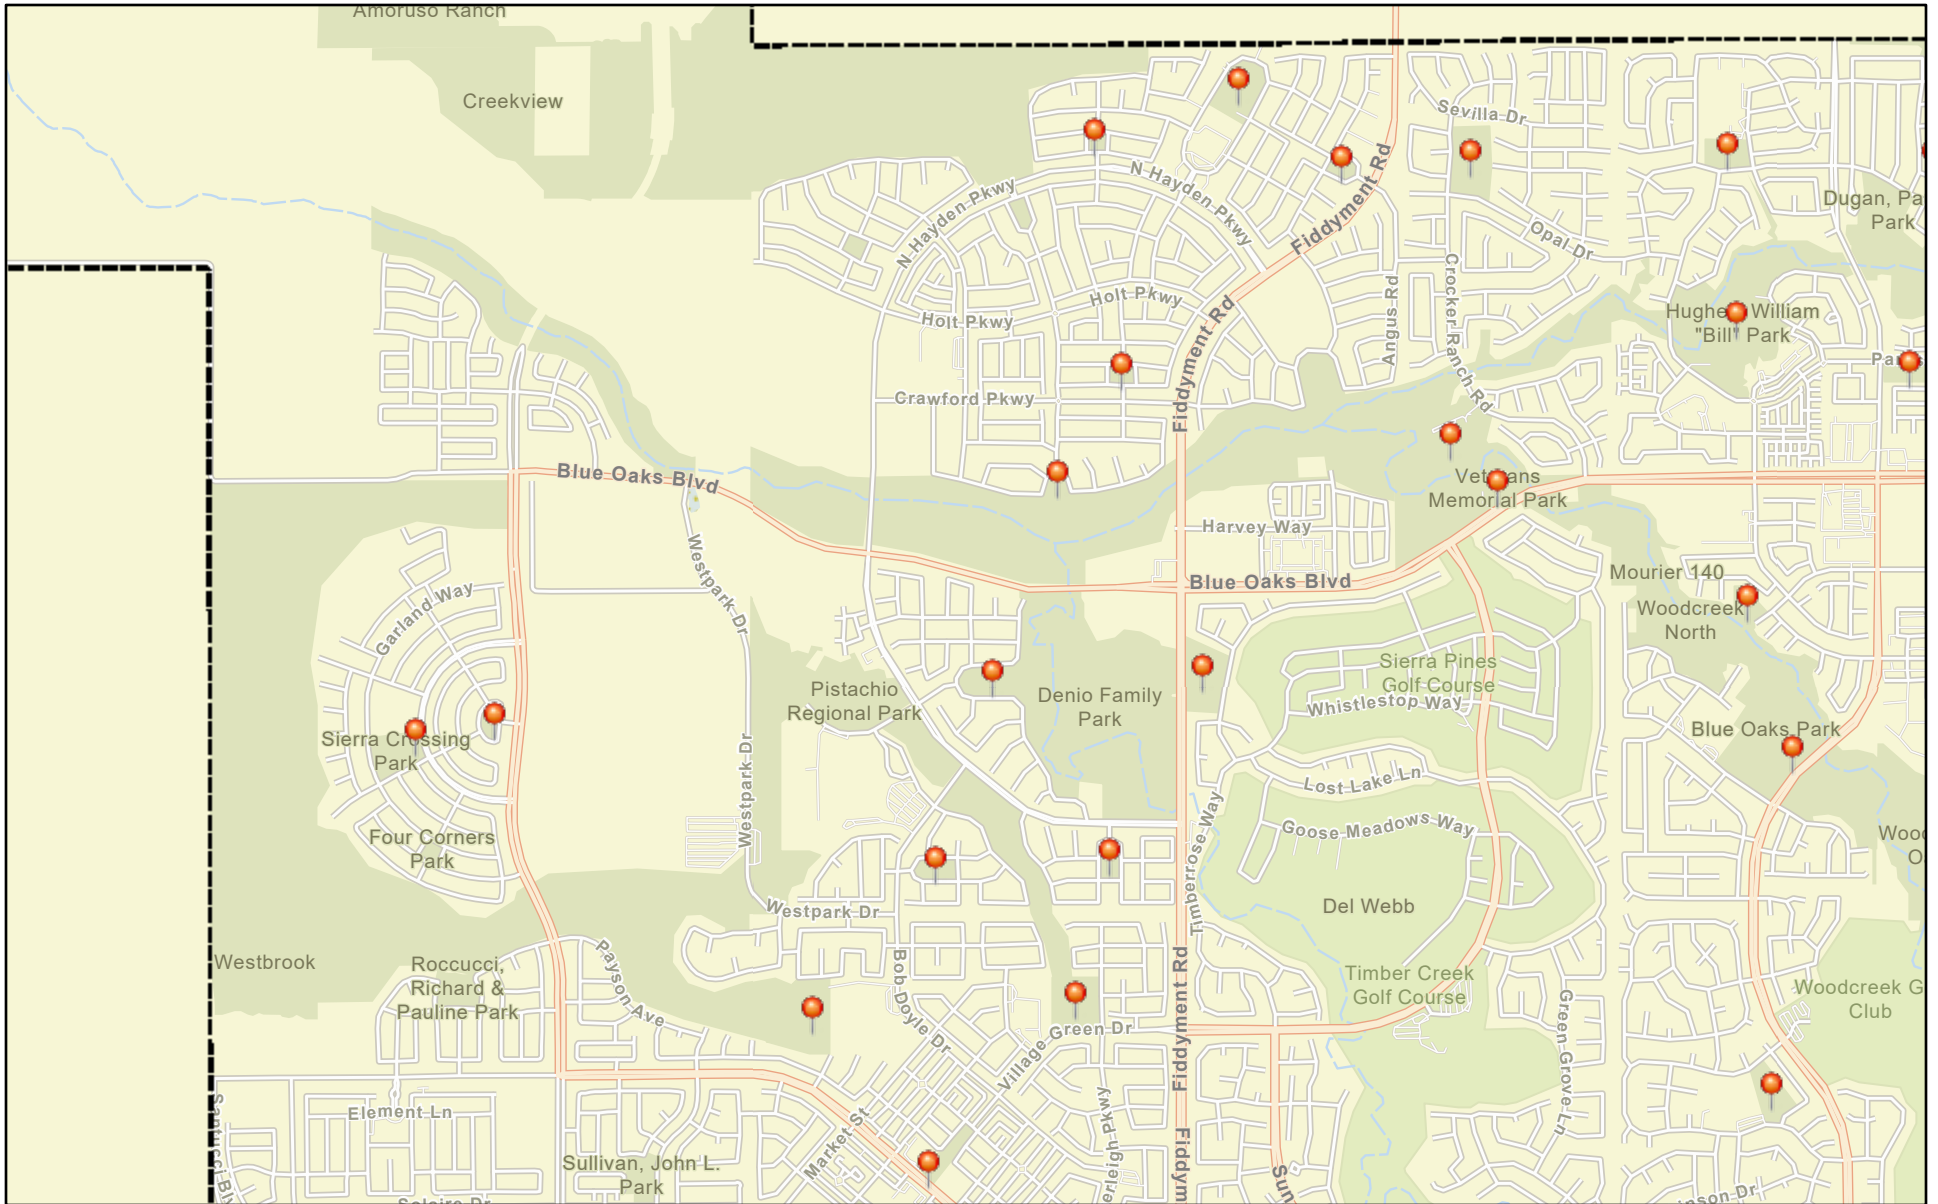 Amoruso Ranch
Creekview
Sevilla Dr
N Hayden Pkwy
N Hayden Pkwy
Fiddyment Rd
Dugan, Pa
Park
Opal Dr
Holt Pkwy
Holt Pkwy
Fiddyment Rd
Angus Rd
Crocker Ranch Rd
William
"Bill" Park
Crawford Pkwy
Blue Oaks Blvd
Memorial Park
Harvey Way
Westpark Dr
Blue Oaks Blvd
Mourier 140
Woodcreek
North
Garland Way
Sierra Pines
Golf Course
Pistachio
Regional Park
Denio Family
Park
Whistlestop Way
Sierra Crossing
Park
Blue Oaks Park
Westpark Dr
Lost Lake Ln
Timberrose Way
Goose Meadows Way
Four Corners
Park
Del Webb
Westpark Dr
Westbrook
Roccucci,
Richard &
Pauline Park
Payson Ave
Bob Doyle Dr
Fiddyment Rd
Timber Creek
Golf Course
Green Grove Ln
Woodcreek G
Club
Village Green Dr
Element Ln
Market St
erleigh Pkwy
Fiddym
Sun
Sullivan, John L.
Park